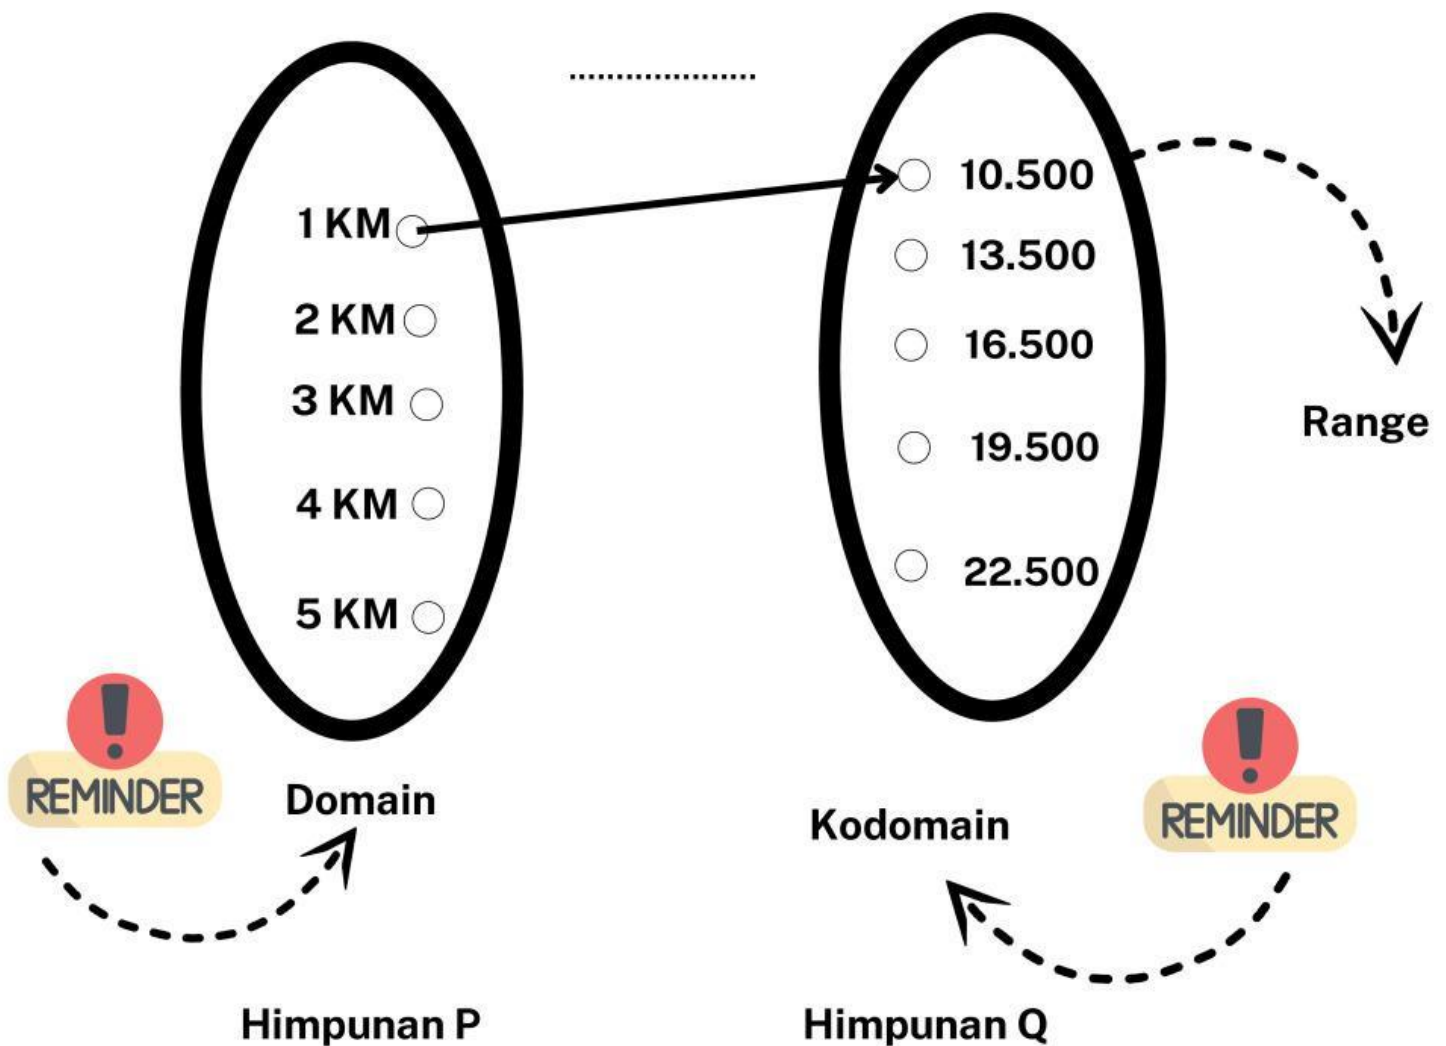 ....................
1 KM
2 KM
3 KM
4 KM
5 KM
10.500
13.500
16.500
19.500
22.500
Range
REMINDER
Domain
Kodomain
REMINDER
Himpunan P
Himpunan Q